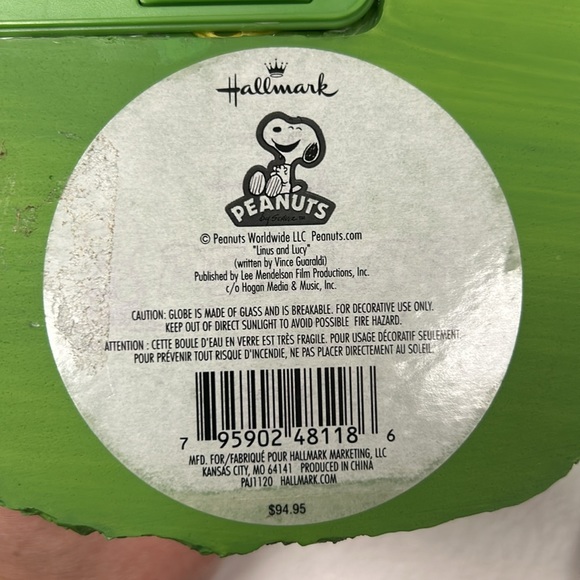 Hallmark
PEANUTS
by Schulz
© Peanuts Worldwide LLC Peanuts.com
"Linus and Lucy"
(written by Vince Guaraldi)
Published by Lee Mendelson Film Productions, Inc.
c/o Hogan Media & Music, Inc.
CAUTION: GLOBE IS MADE OF GLASS AND IS BREAKABLE. FOR DECORATIVE USE ONLY.
KEEP OUT OF DIRECT SUNLIGHT TO AVOID POSSIBLE FIRE HAZARD.
ATTENTION : CETTE BOULE D'EAU EN VERRE EST TRÈS FRAGILE. POUR USAGE DÉCORATIF SEULEMENT.
POUR PRÉVENIR TOUT RISQUE D'INCENDIE, NE PAS PLACER DIRECTEMENT AU SOLEIL.
7 95902 48118 6
MFD. FOR/FABRIQUÉ POUR HALLMARK MARKETING, LLC
KANSAS CITY, MO 64141 PRODUCED IN CHINA
PAJ1120 HALLMARK.COM
$94.95